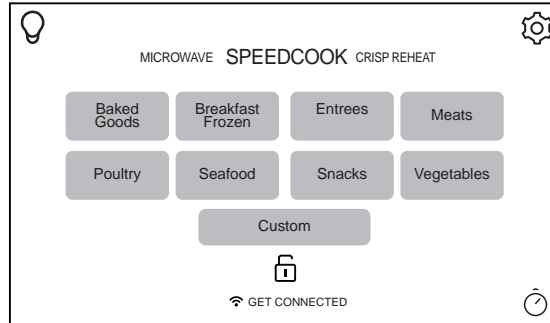 MICROWAVE SPEEDCOOK CRISP REHEAT
Baked
Goods
Breakfast
Frozen
Entrees
Meats
Poultry
Seafood
Snacks
Vegetables
Custom
GET CONNECTED